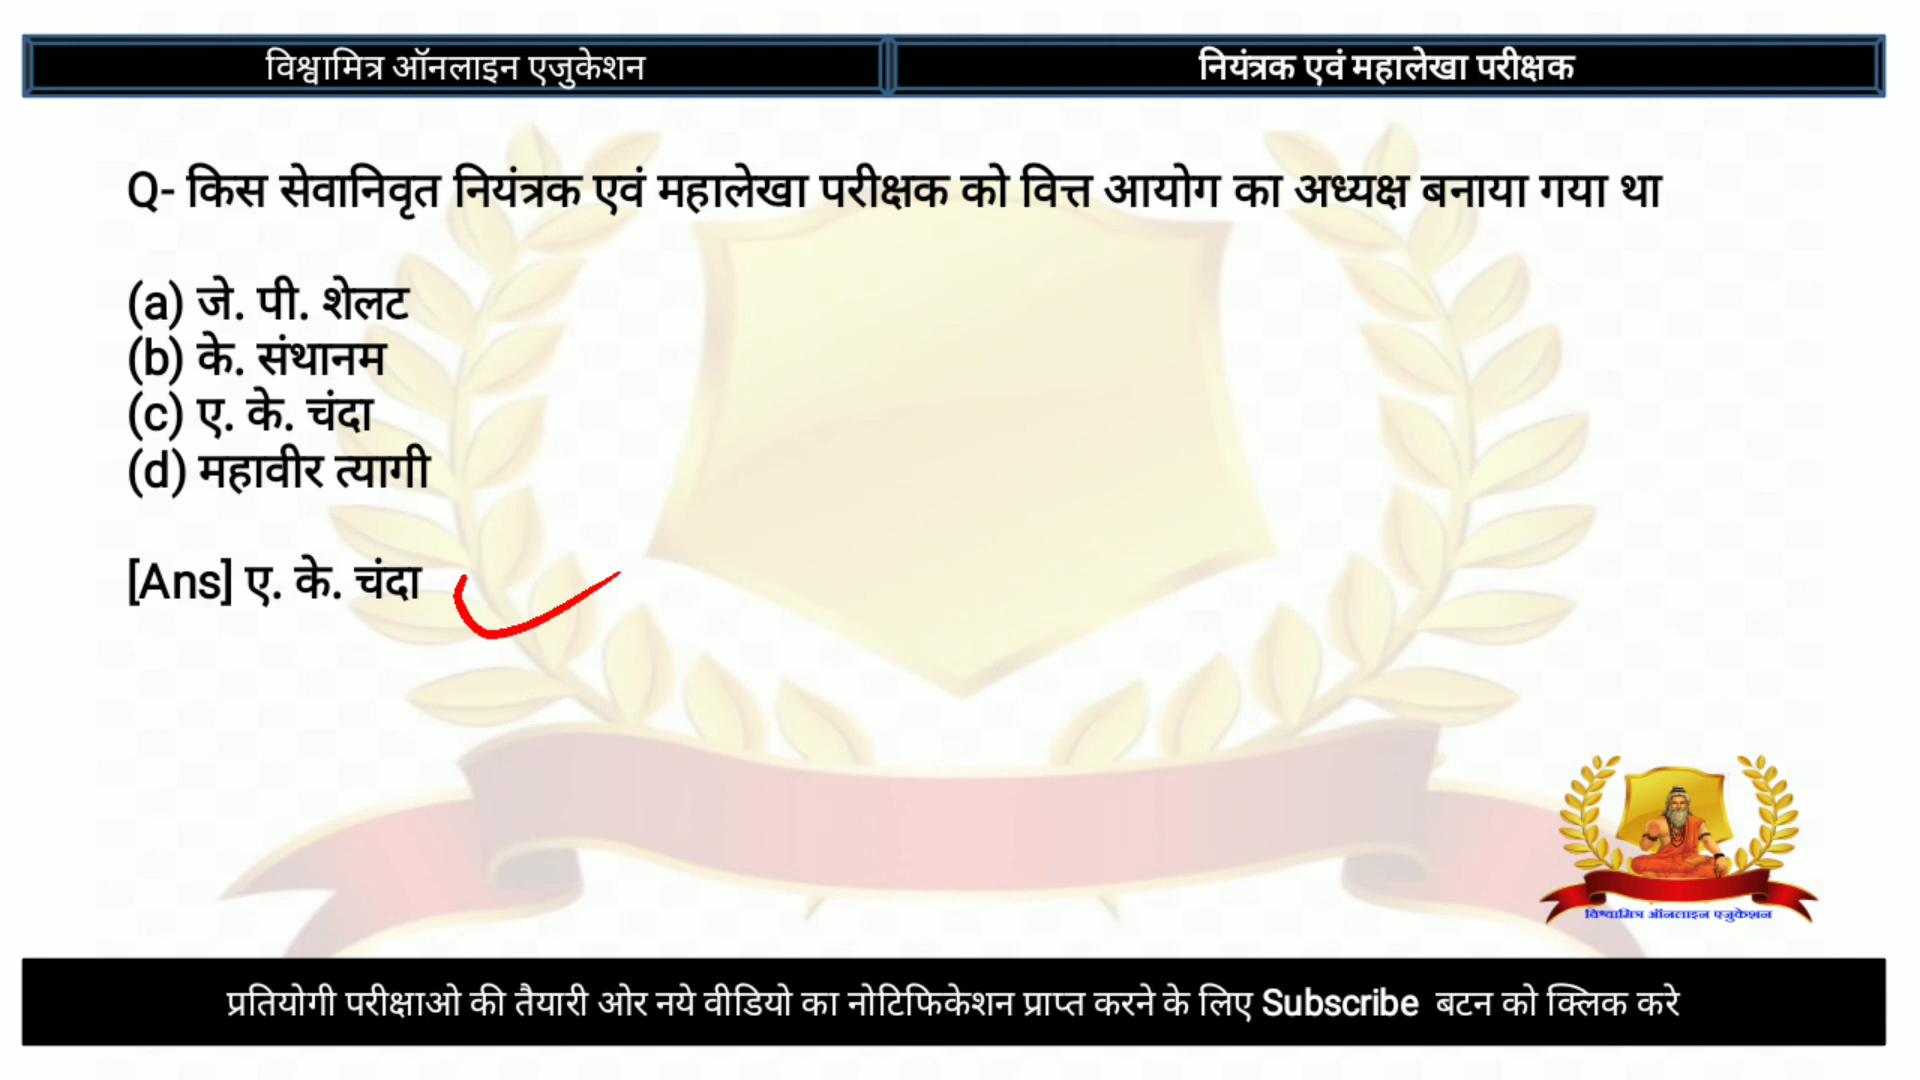 विश्वामित्र ऑनलाइन एजुकेशन
नियंत्रक एवं महालेखा परीक्षक
Q- किस सेवानिवृत नियंत्रक एवं महालेखा परीक्षक को वित्त आयोग का अध्यक्ष बनाया गया था
(a) जे. पी. शेलट
(b) के. संथानम
(c) ए. के. चंदा
(d) महावीर त्यागी
[Ans] ए. के. चंदा
विश्वामित्र ऑनलाइन एजुकेशन
प्रतियोगी परीक्षाओ की तैयारी ओर नये वीडियो का नोटिफिकेशन प्राप्त करने के लिए Subscribe बटन को क्लिक करे